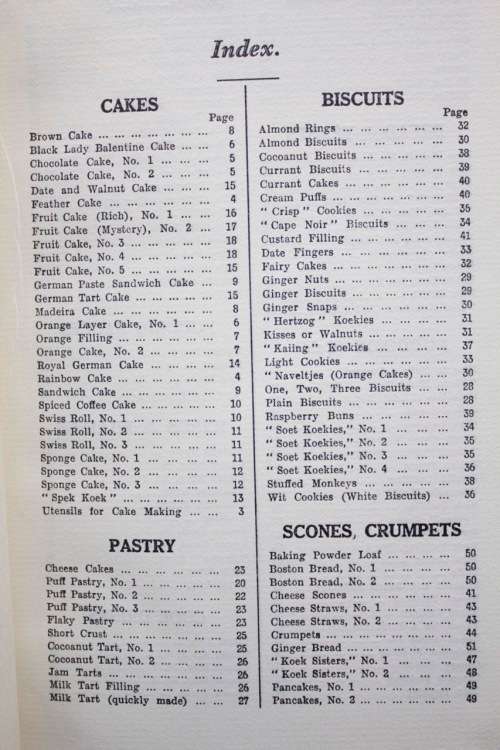 Index.
CAKES
Page
Brown Cake ... ... ... ... ... ... ... 8
Black Lady Balentine Cake ... ... 6
Chocolate Cake, No. 1 ... ... ... 5
Chocolate Cake, No. 2 ... ... ... 5
Date and Walnut Cake ... ... ... 15
Feather Cake ... ... ... ... ... ... 4
Fruit Cake (Rich), No. 1 ... ... ... 16
Fruit Cake (Mystery), No. 2 ... ... 17
Fruit Cake, No. 3 ... ... ... ... ... 18
Fruit Cake, No. 4 ... ... ... ... ... 18
Fruit Cake, No. 5 ... ... ... ... ... 15
German Paste Sandwich Cake ... 9
German Tart Cake ... ... ... ... ... 15
Madeira Cake ... ... ... ... ... ... 8
Orange Layer Cake, No. 1 ... ... ... 6
Orange Filling ... ... ... ... ... ... 7
Orange Cake, No. 2 ... ... ... ... 7
Royal German Cake ... ... ... ... 14
Rainbow Cake ... ... ... ... ... ... 4
Sandwich Cake ... ... ... ... ... ... 9
Spiced Coffee Cake ... ... ... ... 10
Swiss Roll, No. 1 ... ... ... ... ... 10
Swiss Roll, No. 2 ... ... ... ... ... 11
Swiss Roll, No. 3 ... ... ... ... ... 11
Sponge Cake, No. 1 ... ... ... ... 11
Sponge Cake, No. 2 ... ... ... ... 12
Sponge Cake, No. 3 ... ... ... ... 12
" Spek Koek " ... ... ... ... ... ... 13
Utensils for Cake Making ... ... ... 3
PASTRY
Cheese Cakes ... ... ... ... ... ... 23
Puff Pastry, No. 1 ... ... ... ... ... 20
Puff Pastry, No. 2 ... ... ... ... ... 22
Puff Pastry, No. 3 ... ... ... ... ... 23
Flaky Pastry ... ... ... ... ... ... 23
Short Crust ... ... ... ... ... ... 25
Cocoanut Tart, No. 1 ... ... ... ... 25
Cocoanut Tart, No. 2 ... ... ... ... 26
Jam Tarts ... ... ... ... ... ... ... 26
Milk Tart Filling ... ... ... ... ... 26
Milk Tart (quickly made) ... ... ... 27
BISCUITS
Page
Almond Rings ... ... ... ... ... ... 32
Almond Biscuits ... ... ... ... ... 30
Cocoanut Biscuits ... ... ... ... ... 38
Currant Biscuits ... ... ... ... ... 39
Currant Cakes ... ... ... ... ... ... 40
Cream Puffs ... ... ... ... ... ... 40
" Crisp " Cookies ... ... ... ... ... 36
" Cape Noir " Biscuits ... ... ... ... 34
Custard Filling ... ... ... ... ... ... 41
Date Fingers ... ... ... ... ... ... 33
Fairy Cakes ... ... ... ... ... ... 32
Ginger Nuts ... ... ... ... ... ... 29
Ginger Biscuits ... ... ... ... ... 29
Ginger Snaps ... ... ... ... ... ... 30
" Hertzog " Koekies ... ... ... ... 31
Kisses or Walnuts ... ... ... ... ... 31
" Kaiing " Koekies ... ... ... ... ... 37
Light Cookies ... ... ... ... ... ... 33
" Naveltjes (Orange Cakes) ... ... 30
One, Two, Three Biscuits ... ... ... 28
Plain Biscuits ... ... ... ... ... ... 28
Raspberry Buns ... ... ... ... ... 39
" Soet Koekies," No. 1 ... ... ... ... 34
" Soet Koekies," No. 2 ... ... ... ... 35
" Soet Koekies," No. 3 ... ... ... ... 35
" Soet Koekies," No. 4 ... ... ... ... 36
Stuffed Monkeys ... ... ... ... ... 38
Wit Cookies (White Biscuits) ... ... 36
SCONES, CRUMPETS
Baking Powder Loaf ... ... ... ... 50
Boston Bread, No. 1 ... ... ... ... 50
Boston Bread, No. 2 ... ... ... ... 50
Cheese Scones ... ... ... ... ... ... 41
Cheese Straws, No. 1 ... ... ... ... 43
Cheese Straws, No. 2 ... ... ... ... 43
Crumpets ... ... ... ... ... ... ... 44
Ginger Bread ... ... ... ... ... ... 51
" Koek Sisters," No. 1 ... ... ... ... 47
" Koek Sisters," No. 2 ... ... ... ... 48
Pancakes, No. 1 ... ... ... ... ... 49
Pancakes, No. 2 ... ... ... ... ... 49